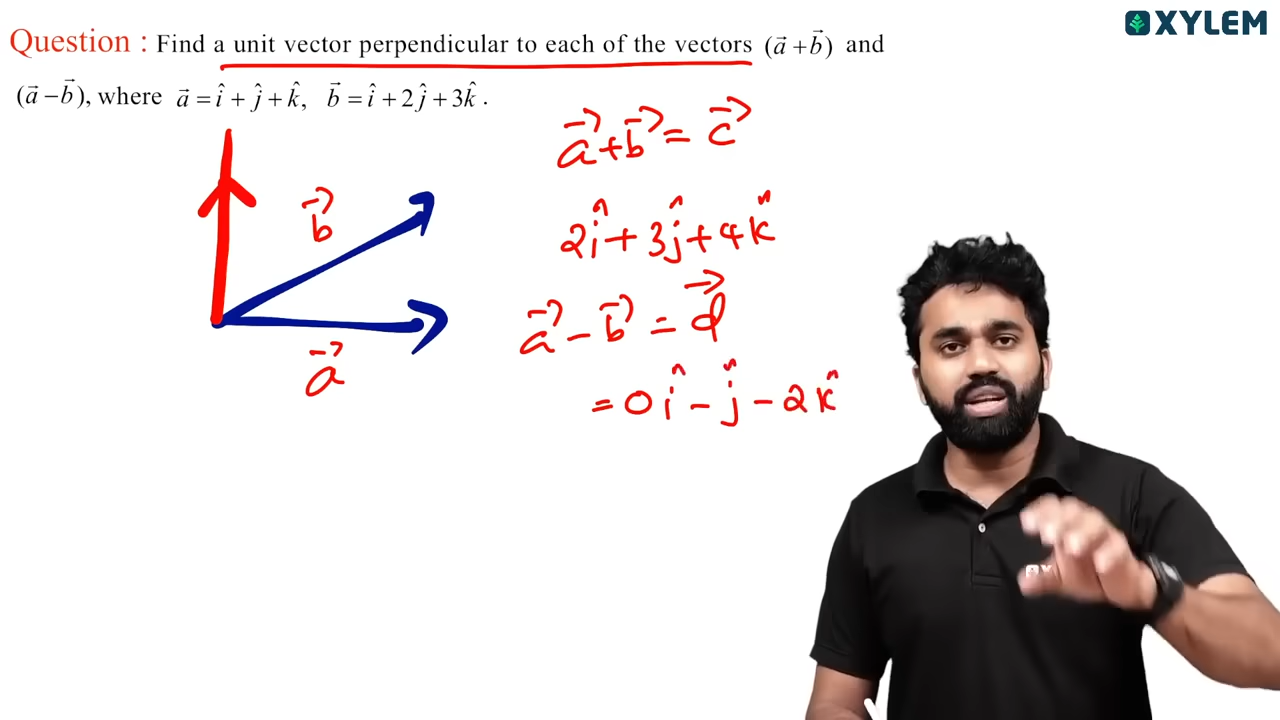 XYLEM
Question : Find a unit vector perpendicular to each of the vectors (a⃗ + b⃗) and
(a⃗ − b⃗), where a⃗ = î + ĵ + k̂, b⃗ = î + 2ĵ + 3k̂ .
a⃗ + b⃗ = c⃗
2î + 3ĵ + 4k̂
b⃗
a⃗ − b⃗ = d⃗
a⃗
= 0î − ĵ − 2k̂